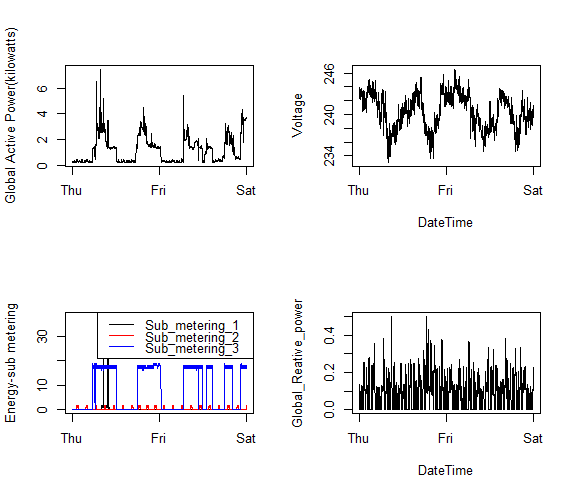 Global Active Power(kilowatts)
0 2 4 6
Thu Fri Sat
Voltage
234 240 246
Thu Fri Sat
DateTime
Energy-sub metering
0 10 30
Sub_metering_1
Sub_metering_2
Sub_metering_3
Thu Fri Sat
Global_Reative_power
0.0 0.2 0.4
Thu Fri Sat
DateTime